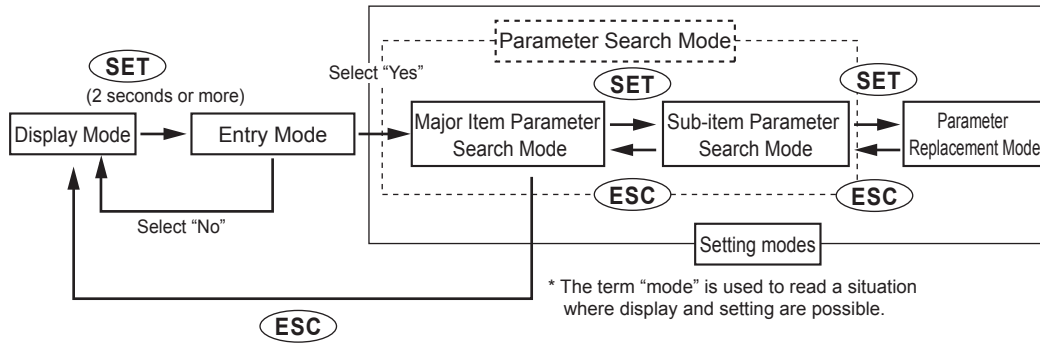 Parameter Search Mode
SET
(2 seconds or more)
Select “Yes”
SET
SET
Display Mode
Entry Mode
Major Item Parameter
Search Mode
Sub-item Parameter
Search Mode
Parameter
Replacement Mode
ESC
ESC
Select “No”
Setting modes
* The term “mode” is used to read a situation
where display and setting are possible.
ESC